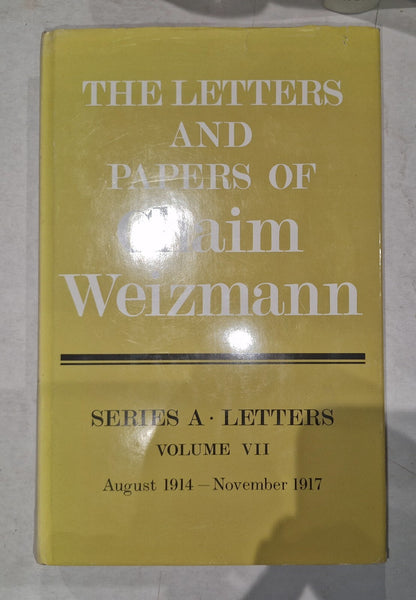 THE LETTERS
AND
PAPERS OF
Chaim
Weizmann
SERIES A · LETTERS
VOLUME VII
August 1914 – November 1917